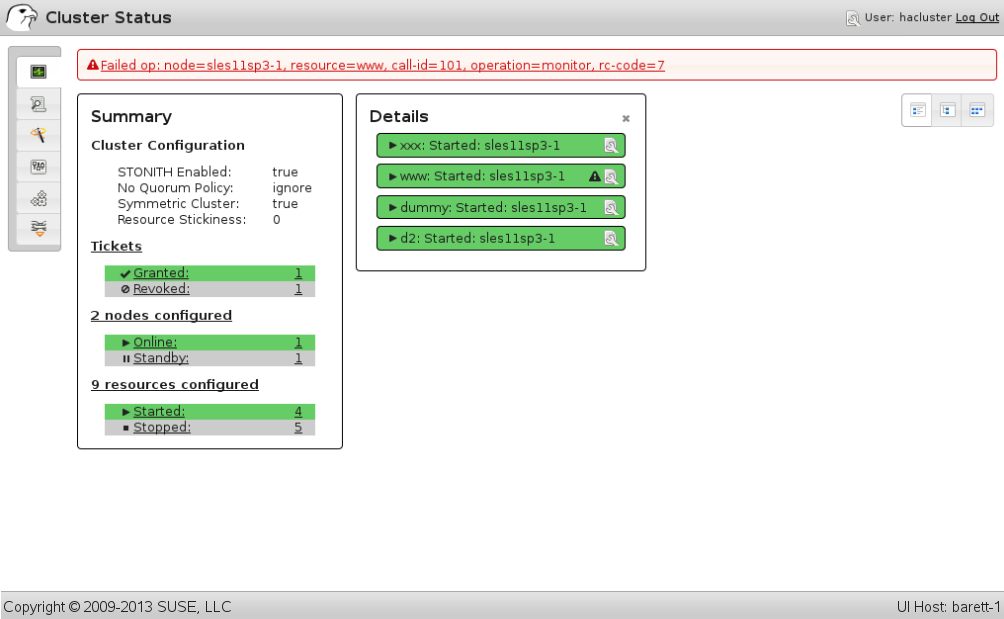 Cluster Status
User: hacluster Log Out
Failed op: node=sles11sp3-1, resource=www, call-id=101, operation=monitor, rc-code=7
Summary
Cluster Configuration
STONITH Enabled: true
No Quorum Policy: ignore
Symmetric Cluster: true
Resource Stickiness: 0
Tickets
Granted: 1
Revoked: 1
2 nodes configured
Online: 1
Standby: 1
9 resources configured
Started: 4
Stopped: 5
Details
xxx: Started: sles11sp3-1
www: Started: sles11sp3-1
dummy: Started: sles11sp3-1
d2: Started: sles11sp3-1
Copyright © 2009-2013 SUSE, LLC
UI Host: barett-1